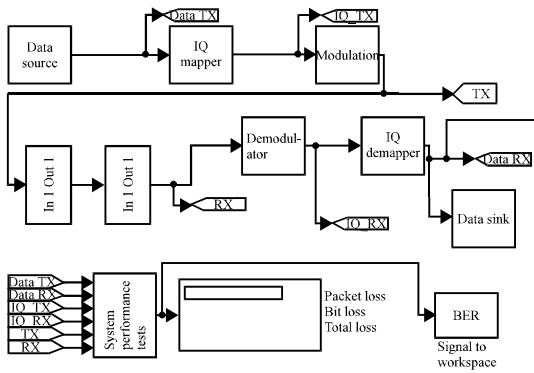 Data TX
IQ_TX
Data
source
IQ
mapper
Modulation
TX
In 1 Out 1
In 1 Out 1
Demodul-
ator
IQ
demapper
Data RX
RX
IQ_RX
Data sink
Data TX
Data RX
IQ_TX
IQ_RX
TX
RX
System
performance
tests
Packet loss
Bit loss
Total loss
BER
Signal to
workspace